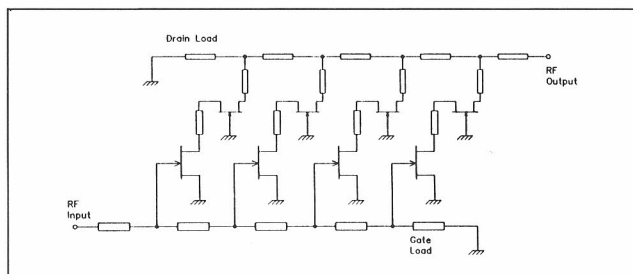 Drain Load
RF
Output
RF
Input
Gate
Load